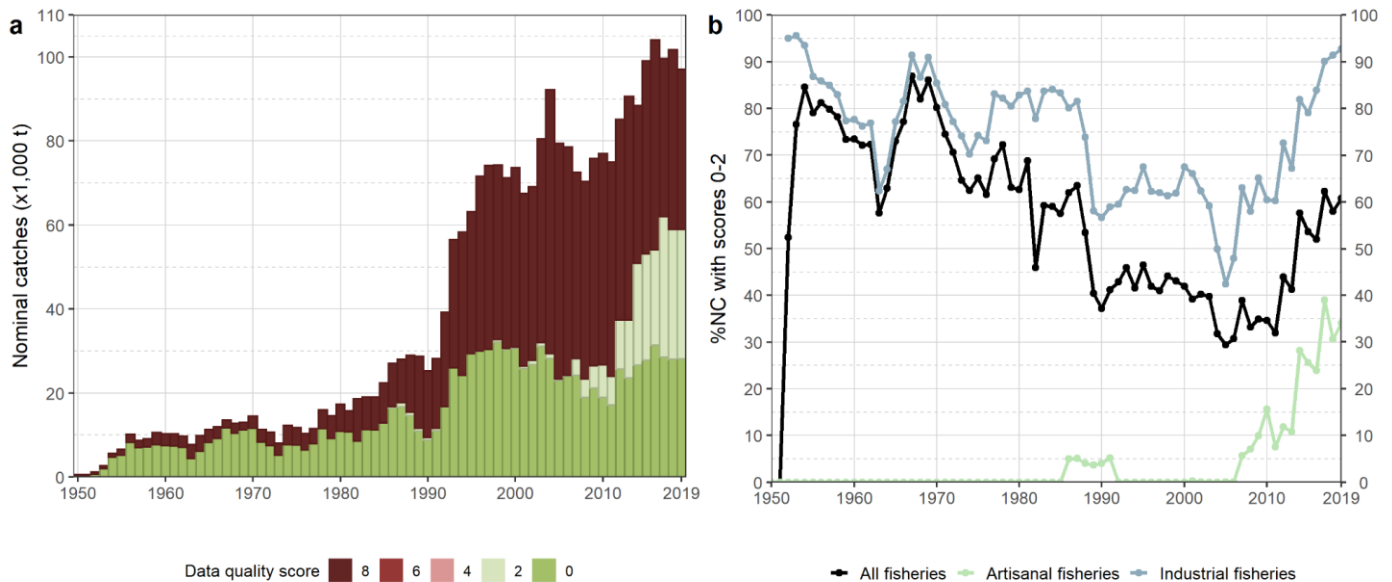 a
Nominal catches (x1,000 t)
110
100
80
60
40
20
0
1950 1960 1970 1980 1990 2000 2010 2019
Data quality score 8 6 4 2 0
b
%NC with scores 0-2
100 100
90 90
80 80
70 70
60 60
50 50
40 40
30 30
20 20
10 10
0 0
1950 1960 1970 1980 1990 2000 2010 2019
All fisheries Artisanal fisheries Industrial fisheries